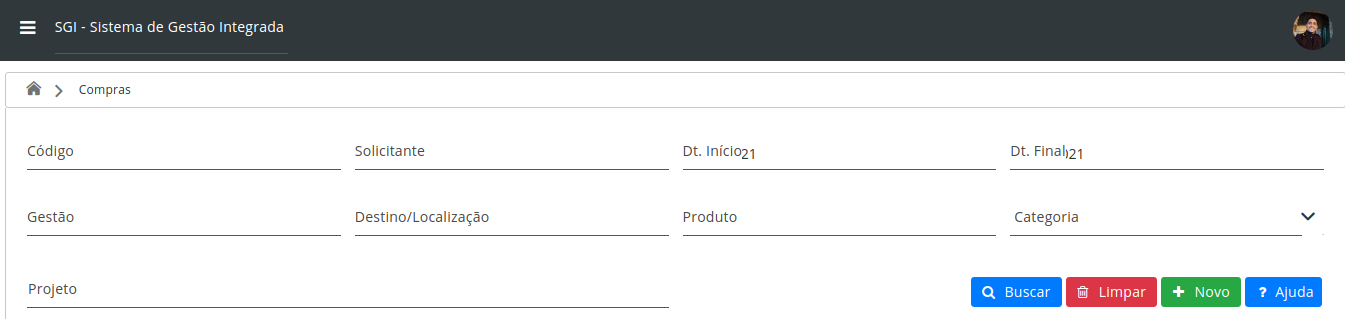 SGI - Sistema de Gestão Integrada
Compras
Código Solicitante Dt. Início21 Dt. Final21
Gestão Destino/Localização Produto Categoria
Projeto Buscar Limpar Novo ? Ajuda